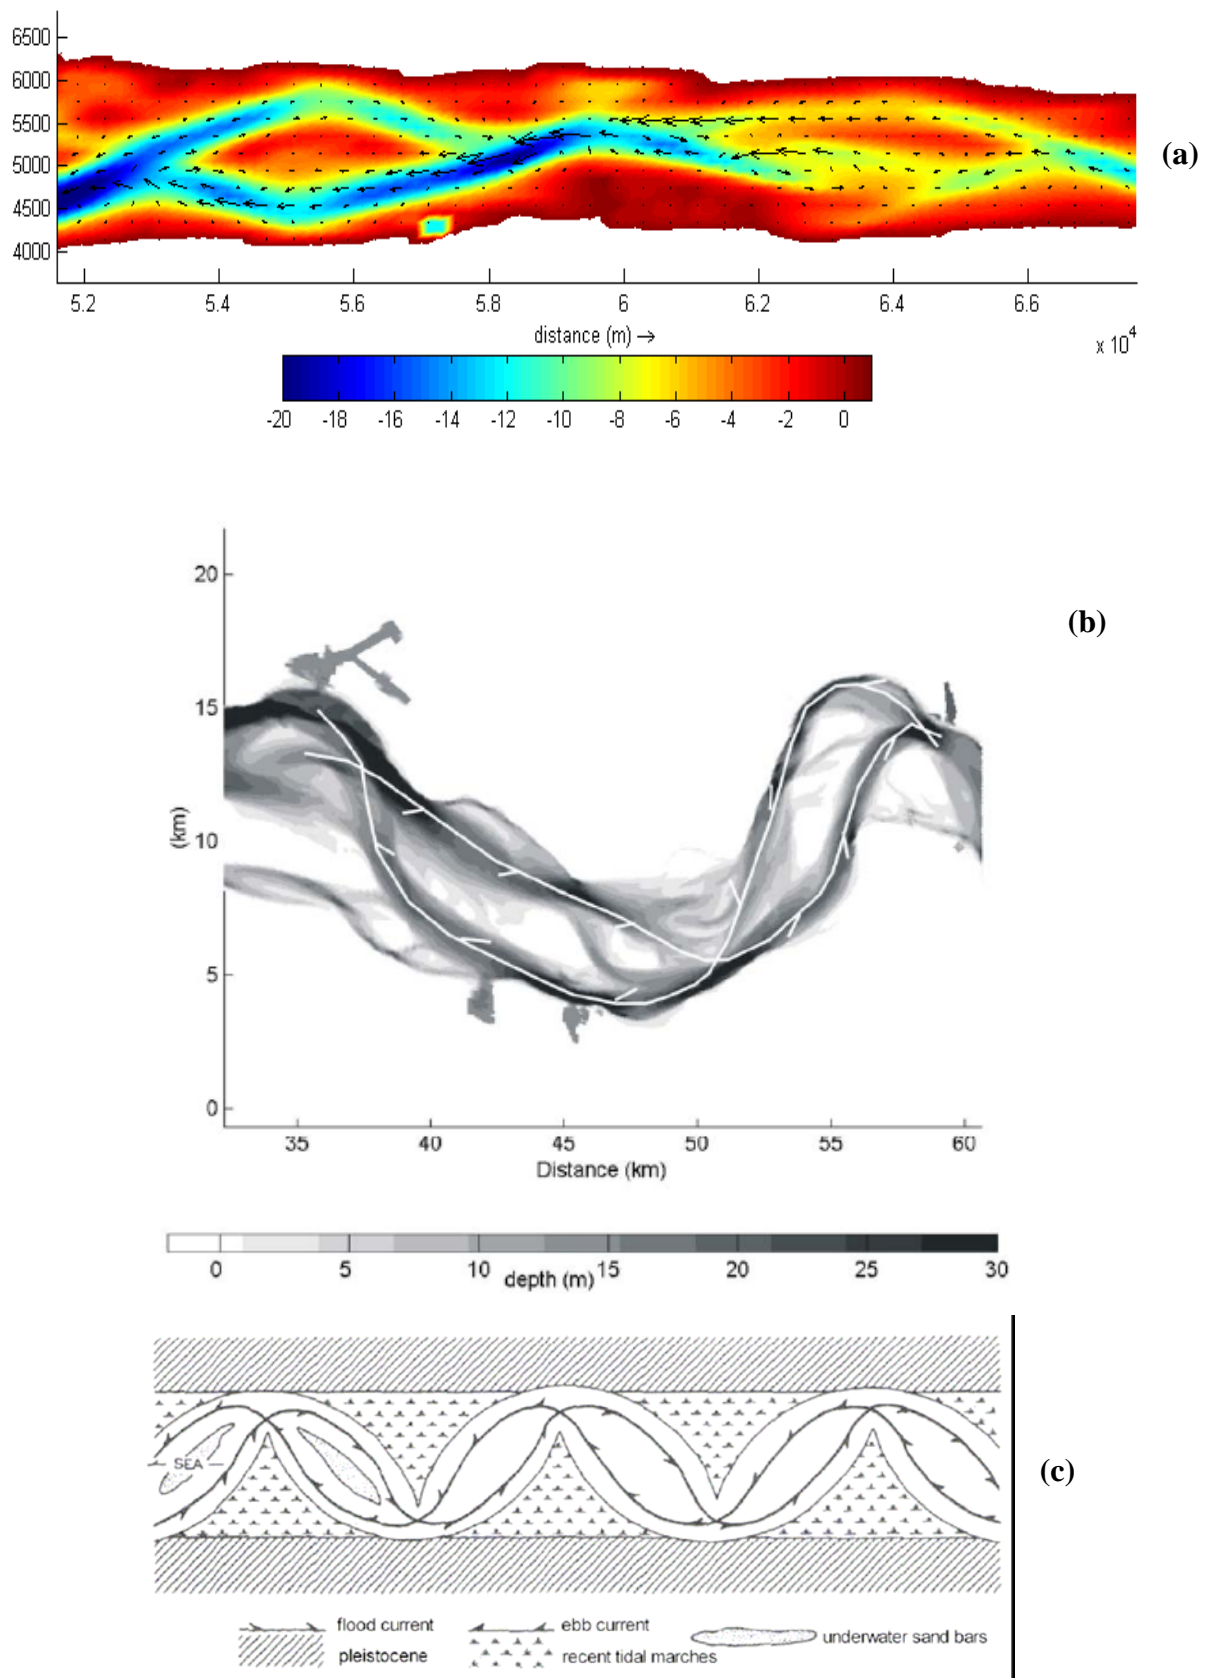 6500
6000
5500
5000
4500
4000
(a)
5.2 5.4 5.6 5.8 6 6.2 6.4 6.6
distance (m) →
x 10⁴
-20 -18 -16 -14 -12 -10 -8 -6 -4 -2 0
(b)
20
15
10
5
0
(km)
35 40 45 50 55 60
Distance (km)
0 5 10 15 20 25 30
depth (m)
SEA
(c)
flood current ebb current
underwater sand bars
pleistocene recent tidal marches